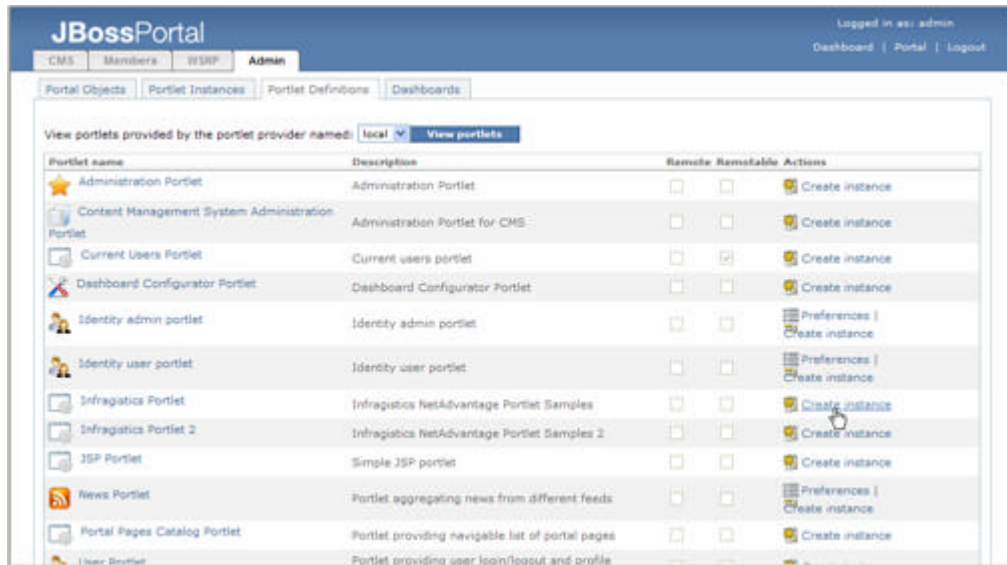 JBossPortal
Logged in as: admin
Dashboard | Portal | Logout
CMS Members WSRP Admin
Portal Objects Portlet Instances Portlet Definitions Dashboards
View portlets provided by the portlet provider named: local View portlets
Portlet name Description Remote Remotable Actions
Administration Portlet Administration Portlet Create instance
Content Management System Administration
Portlet Administration Portlet for CMS Create instance
Current Users Portlet Current users portlet Create instance
Dashboard Configurator Portlet Dashboard Configurator Portlet Create instance
Identity admin portlet Identity admin portlet Preferences |
Create instance
Identity user portlet Identity user portlet Preferences |
Create instance
Infragistics Portlet Infragistics NetAdvantage Portlet Samples Create instance
Infragistics Portlet 2 Infragistics NetAdvantage Portlet Samples 2 Create instance
JSP Portlet Simple JSP portlet Create instance
News Portlet Portlet aggregating news from different feeds Preferences |
Create instance
Portal Pages Catalog Portlet Portlet providing navigable list of portal pages Create instance
User Portlet Portlet providing user login/logout and profile